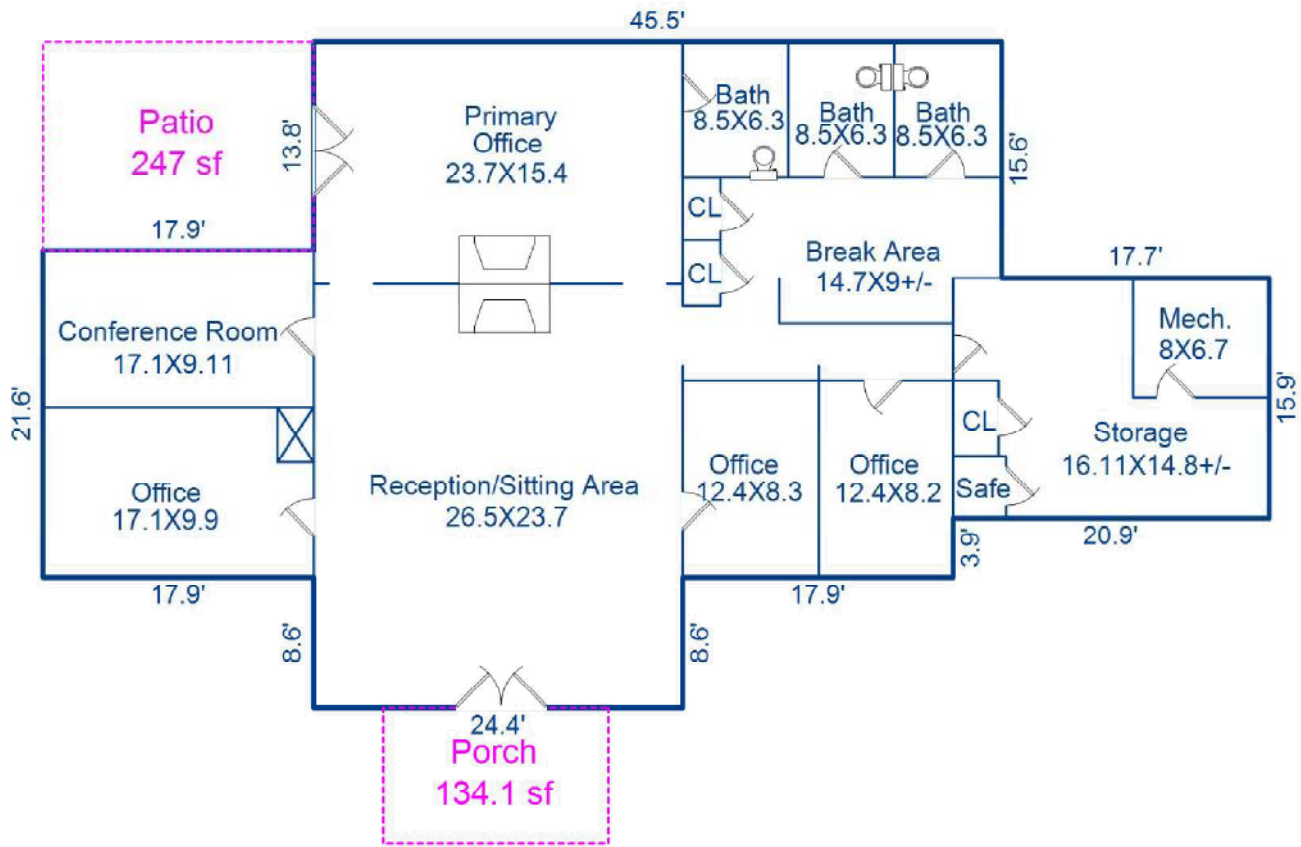 45.5'
Patio
247 sf
13.8'
17.9'
Primary
Office
23.7X15.4
Bath
8.5X6.3
Bath
8.5X6.3
Bath
8.5X6.3
15.6'
CL
CL
Break Area
14.7X9+/-
17.7'
Conference Room
17.1X9.11
Mech.
8X6.7
21.6'
15.9'
CL
Storage
16.11X14.8+/-
Office
17.1X9.9
Reception/Sitting Area
26.5X23.7
Office
12.4X8.3
Office
12.4X8.2
Safe
20.9'
3.9'
17.9'
17.9'
8.6'
8.6'
24.4'
Porch
134.1 sf